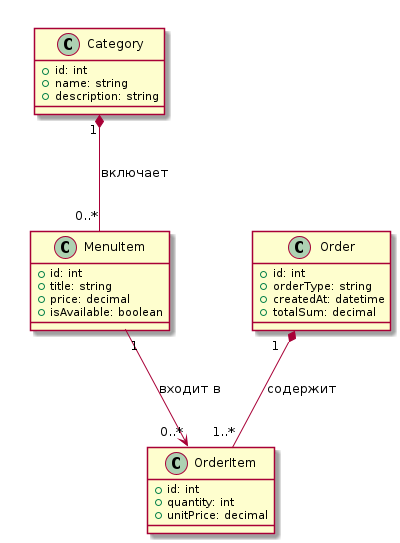 C Category
id: int
name: string
description: string
1
включает
0..*
C MenuItem
id: int
title: string
price: decimal
isAvailable: boolean
C Order
id: int
orderType: string
createdAt: datetime
totalSum: decimal
1
1
входит в
содержит
0..*
1..*
C OrderItem
id: int
quantity: int
unitPrice: decimal